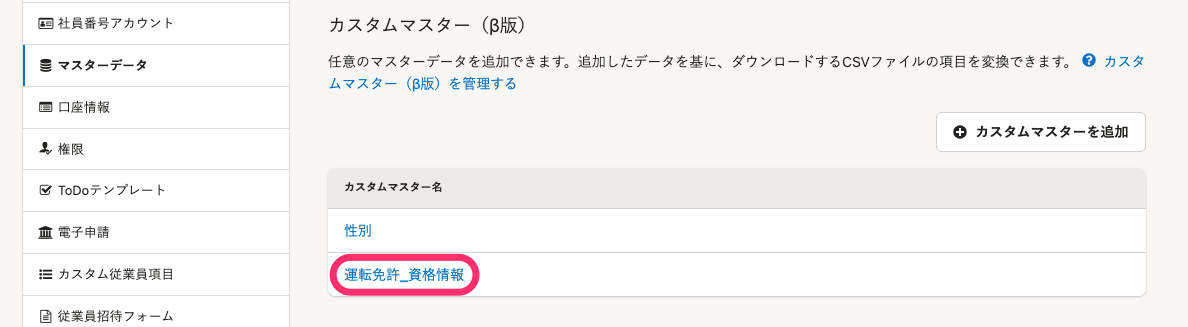 社員番号アカウント
マスターデータ
口座情報
権限
ToDoテンプレート
電子申請
カスタム従業員項目
従業員招待フォーム
カスタムマスター（β版）
任意のマスターデータを追加できます。追加したデータを基に、ダウンロードするCSVファイルの項目を変換できます。 ? カスタ
ムマスター（β版）を管理する
カスタムマスターを追加
カスタムマスター名
性別
運転免許_資格情報